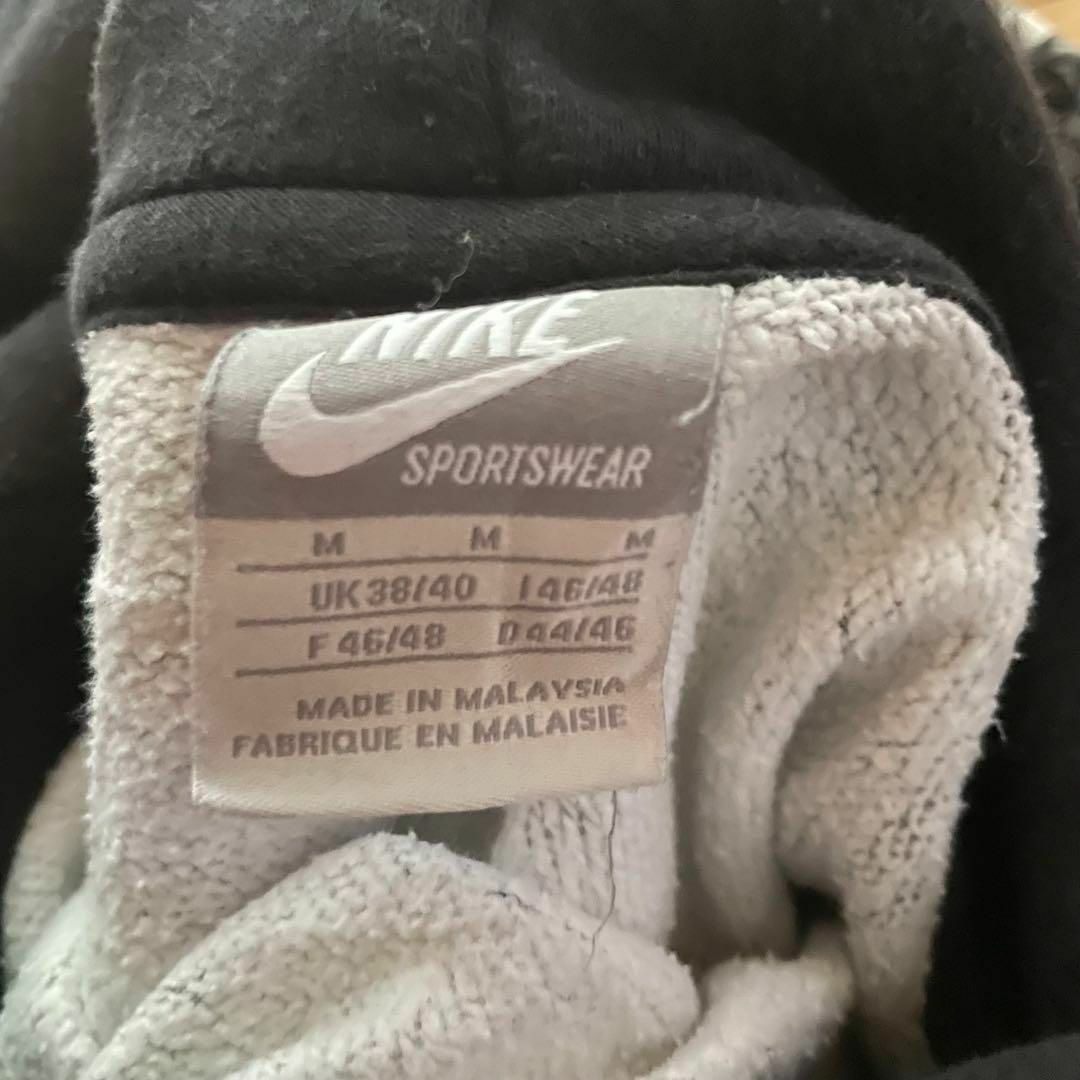 NIKE
SPORTSWEAR
M M M
UK 38/40 I 46/48
F 46/48 D 44/46
MADE IN MALAYSIA
FABRIQUE EN MALAISIE